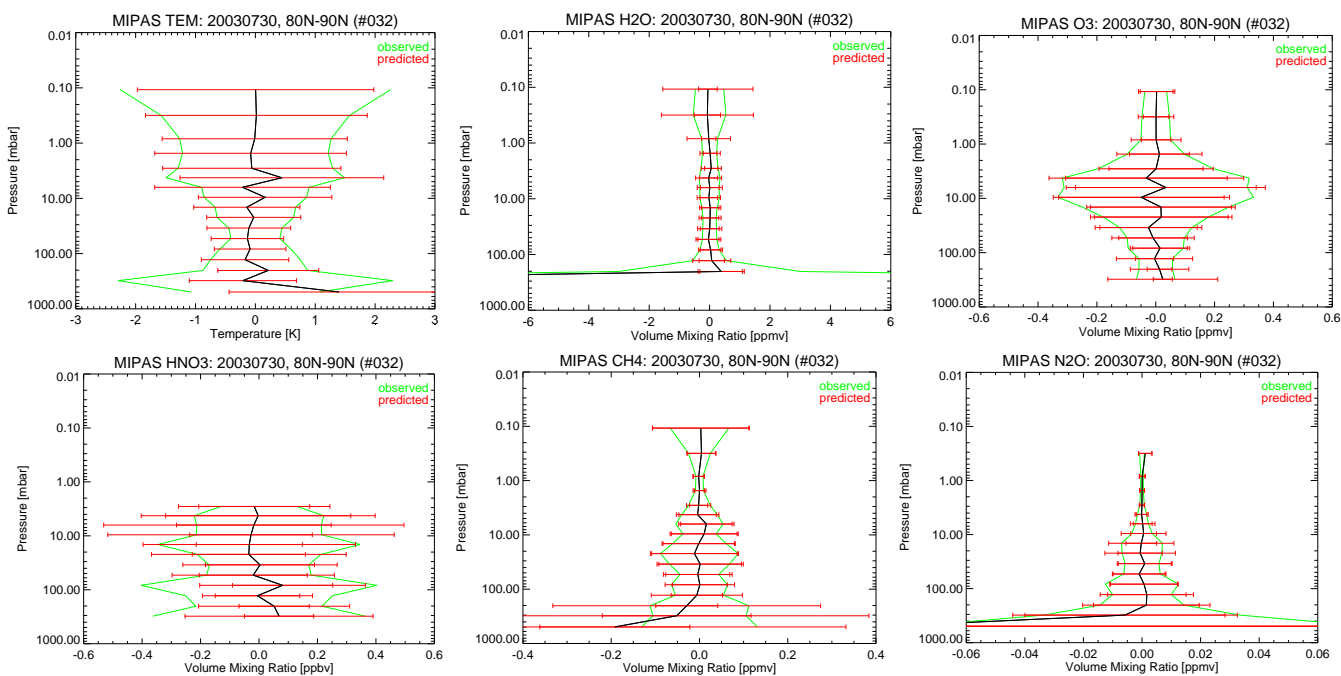 MIPAS TEM: 20030730, 80N-90N (#032)
observed
predicted
0.01
0.10
1.00
10.00
100.00
1000.00
Pressure [mbar]
-3 -2 -1 0 1 2 3
Temperature [K]
MIPAS H2O: 20030730, 80N-90N (#032)
observed
predicted
0.01
0.10
1.00
10.00
100.00
1000.00
Pressure [mbar]
-6 -4 -2 0 2 4 6
Volume Mixing Ratio [ppmv]
MIPAS O3: 20030730, 80N-90N (#032)
observed
predicted
0.01
0.10
1.00
10.00
100.00
1000.00
Pressure [mbar]
-0.6 -0.4 -0.2 -0.0 0.2 0.4 0.6
Volume Mixing Ratio [ppmv]
MIPAS HNO3: 20030730, 80N-90N (#032)
observed
predicted
0.01
0.10
1.00
10.00
100.00
1000.00
Pressure [mbar]
-0.6 -0.4 -0.2 -0.0 0.2 0.4 0.6
Volume Mixing Ratio [ppbv]
MIPAS CH4: 20030730, 80N-90N (#032)
observed
predicted
0.01
0.10
1.00
10.00
100.00
1000.00
Pressure [mbar]
-0.4 -0.2 -0.0 0.2 0.4
Volume Mixing Ratio [ppmv]
MIPAS N2O: 20030730, 80N-90N (#032)
observed
predicted
0.01
0.10
1.00
10.00
100.00
1000.00
Pressure [mbar]
-0.06 -0.04 -0.02 -0.00 0.02 0.04 0.06
Volume Mixing Ratio [ppmv]